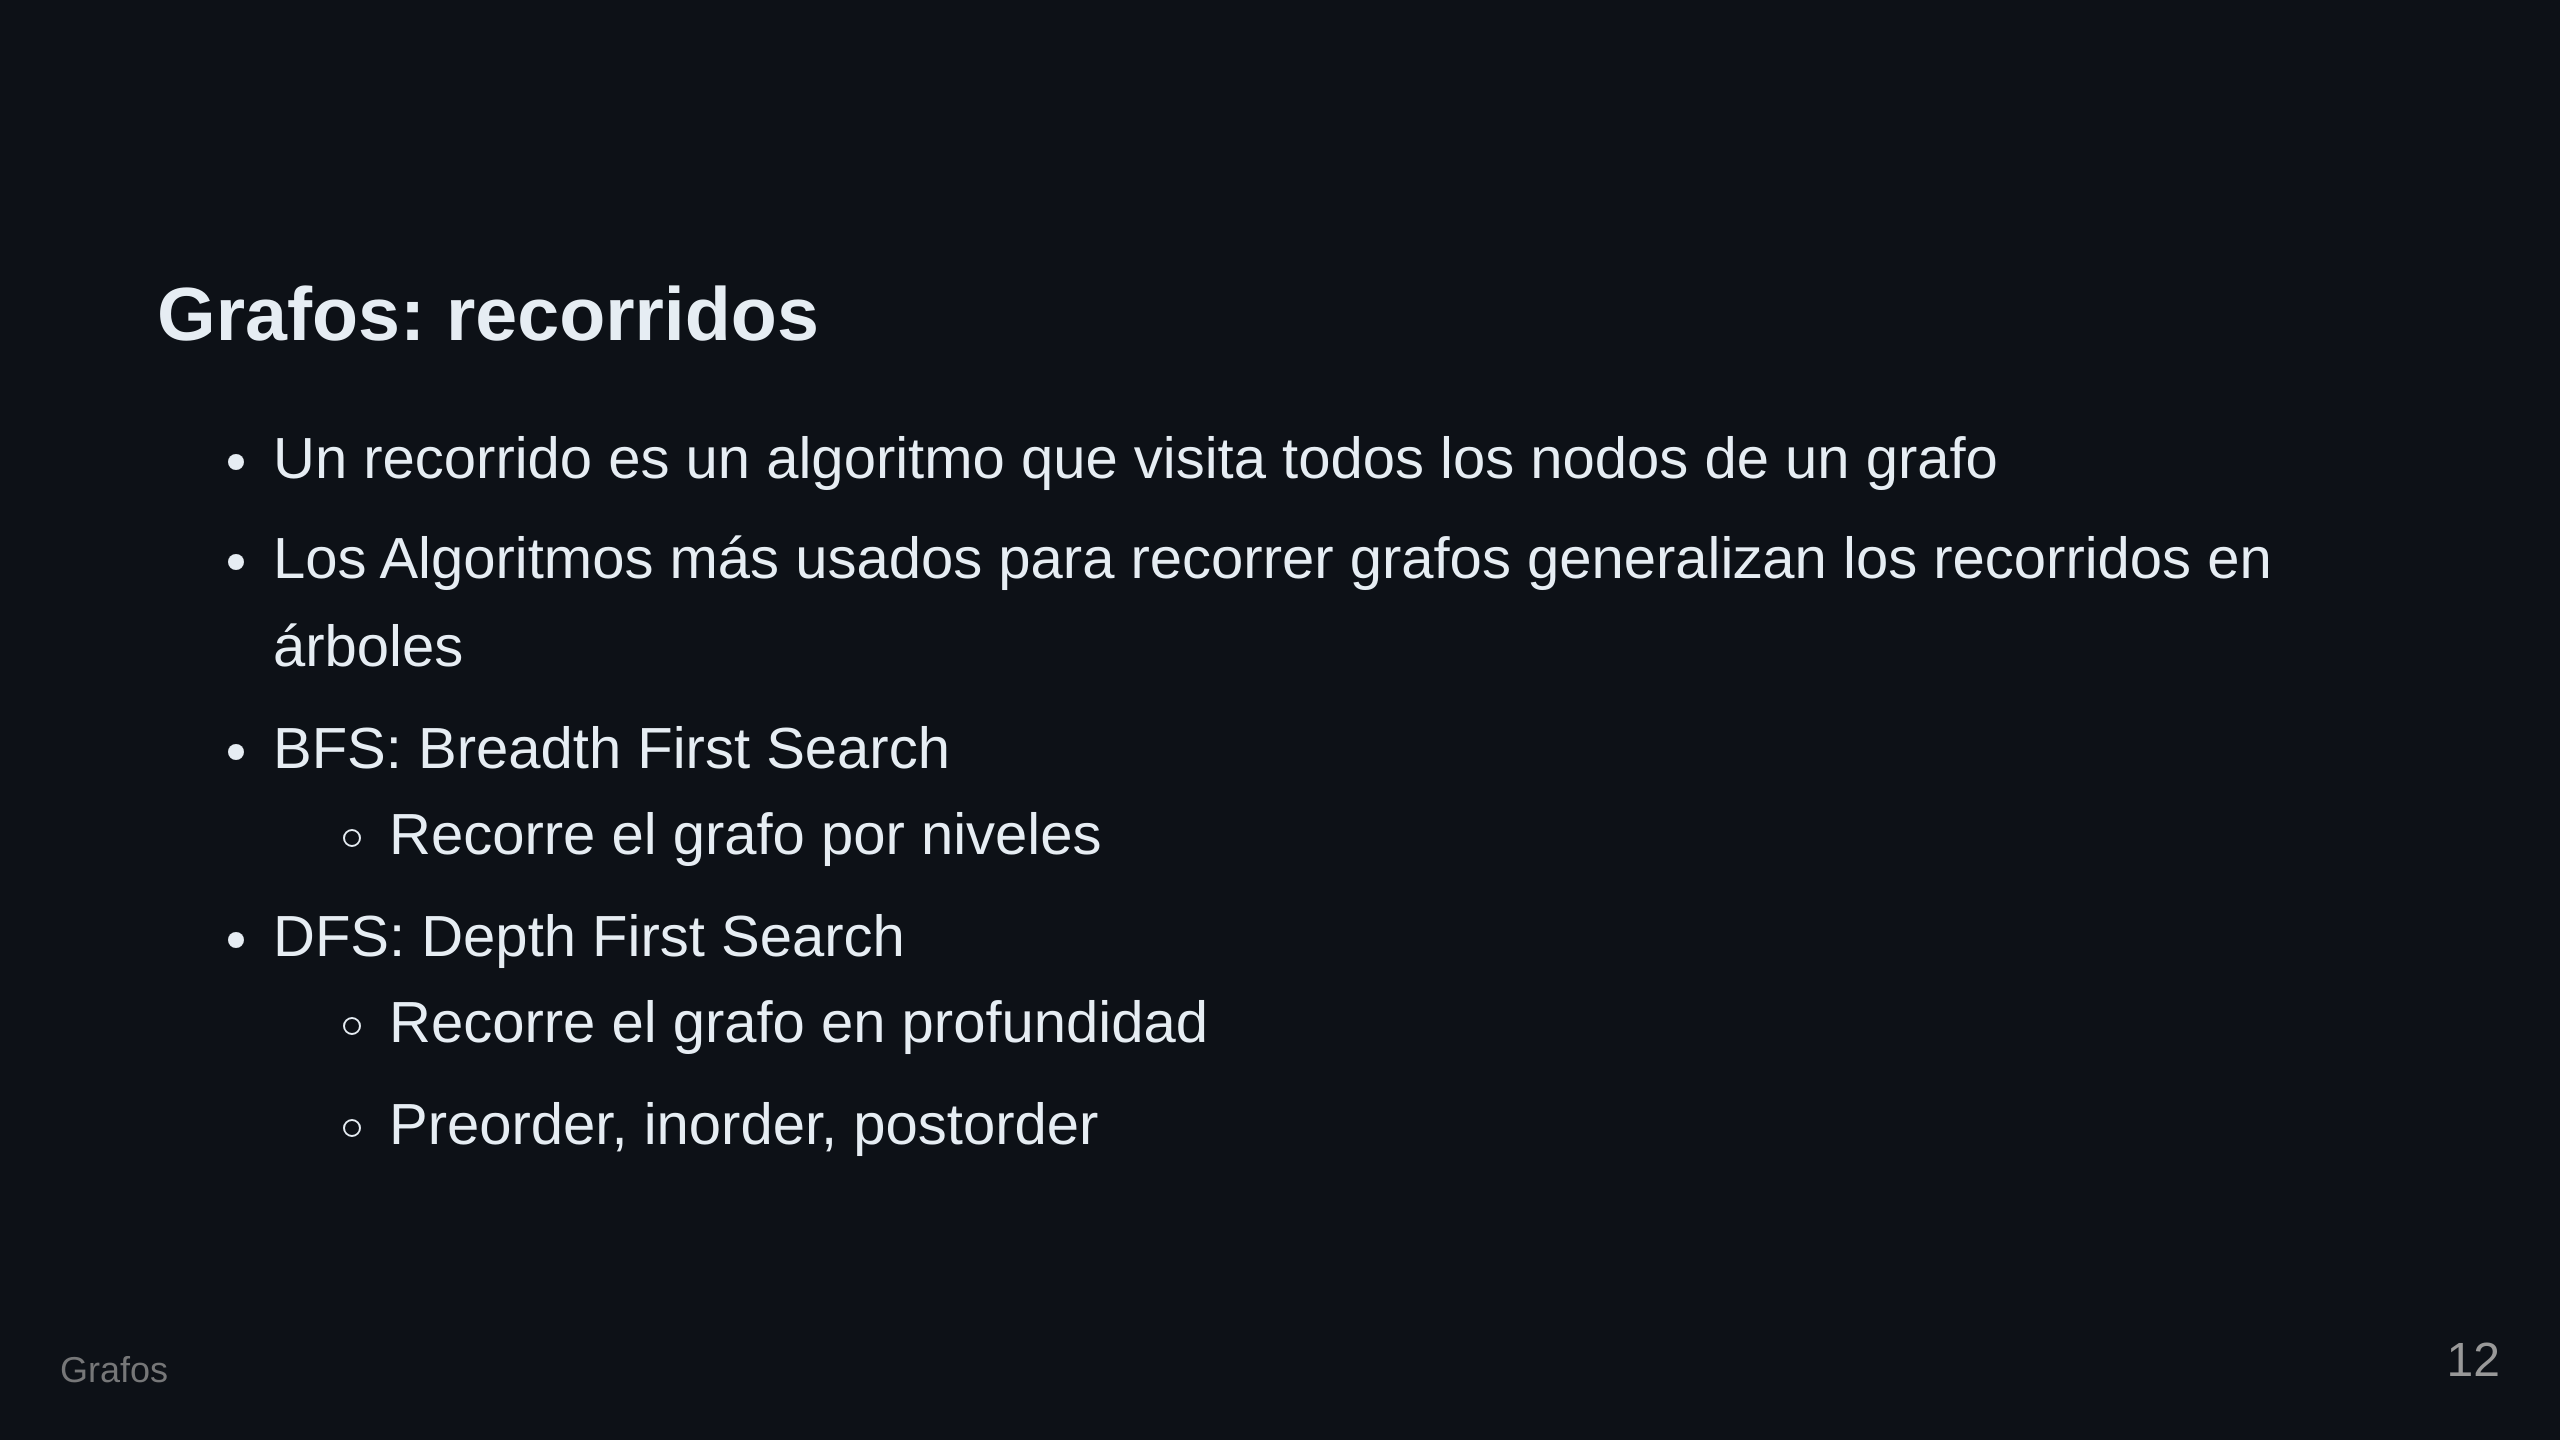 Grafos: recorridos
Un recorrido es un algoritmo que visita todos los nodos de un grafo
Los Algoritmos más usados para recorrer grafos generalizan los recorridos en
árboles
BFS: Breadth First Search
Recorre el grafo por niveles
DFS: Depth First Search
Recorre el grafo en profundidad
Preorder, inorder, postorder
Grafos
12